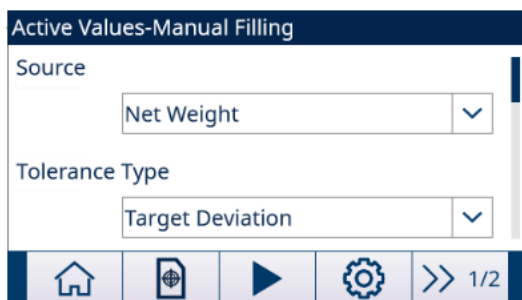 Active Values-Manual Filling
Source
Net Weight
Tolerance Type
Target Deviation
1/2